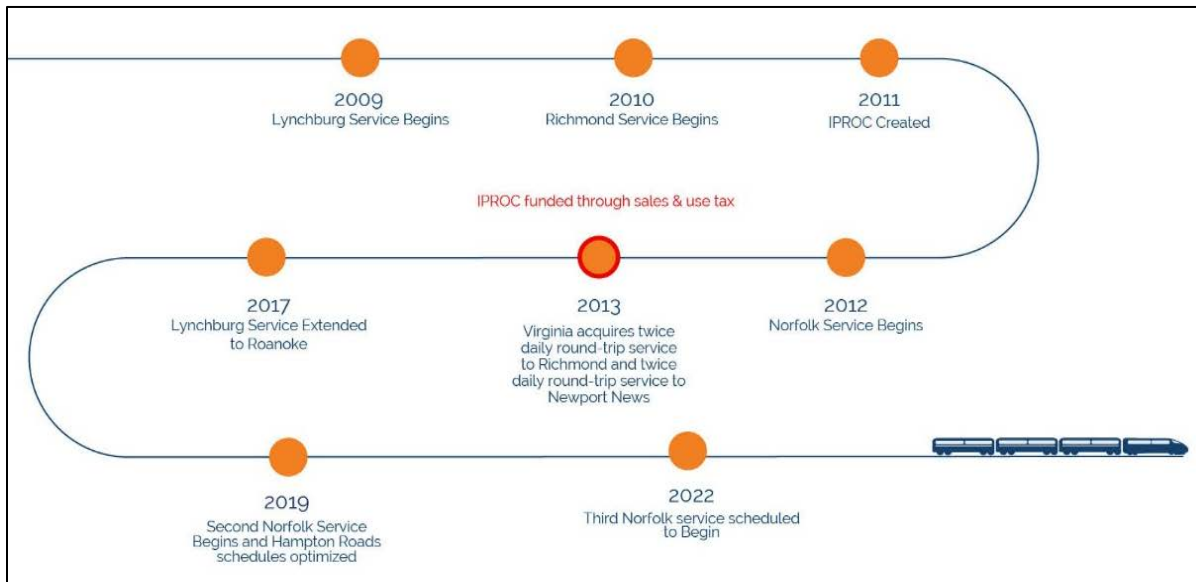 2009
Lynchburg Service Begins
2010
Richmond Service Begins
2011
IPROC Created
IPROC funded through sales & use tax
2017
Lynchburg Service Extended
to Roanoke
2013
Virginia acquires twice
daily round-trip service
to Richmond and twice
daily round-trip service to
Newport News
2012
Norfolk Service Begins
2019
Second Norfolk Service
Begins and Hampton Roads
schedules optimized
2022
Third Norfolk service scheduled
to Begin